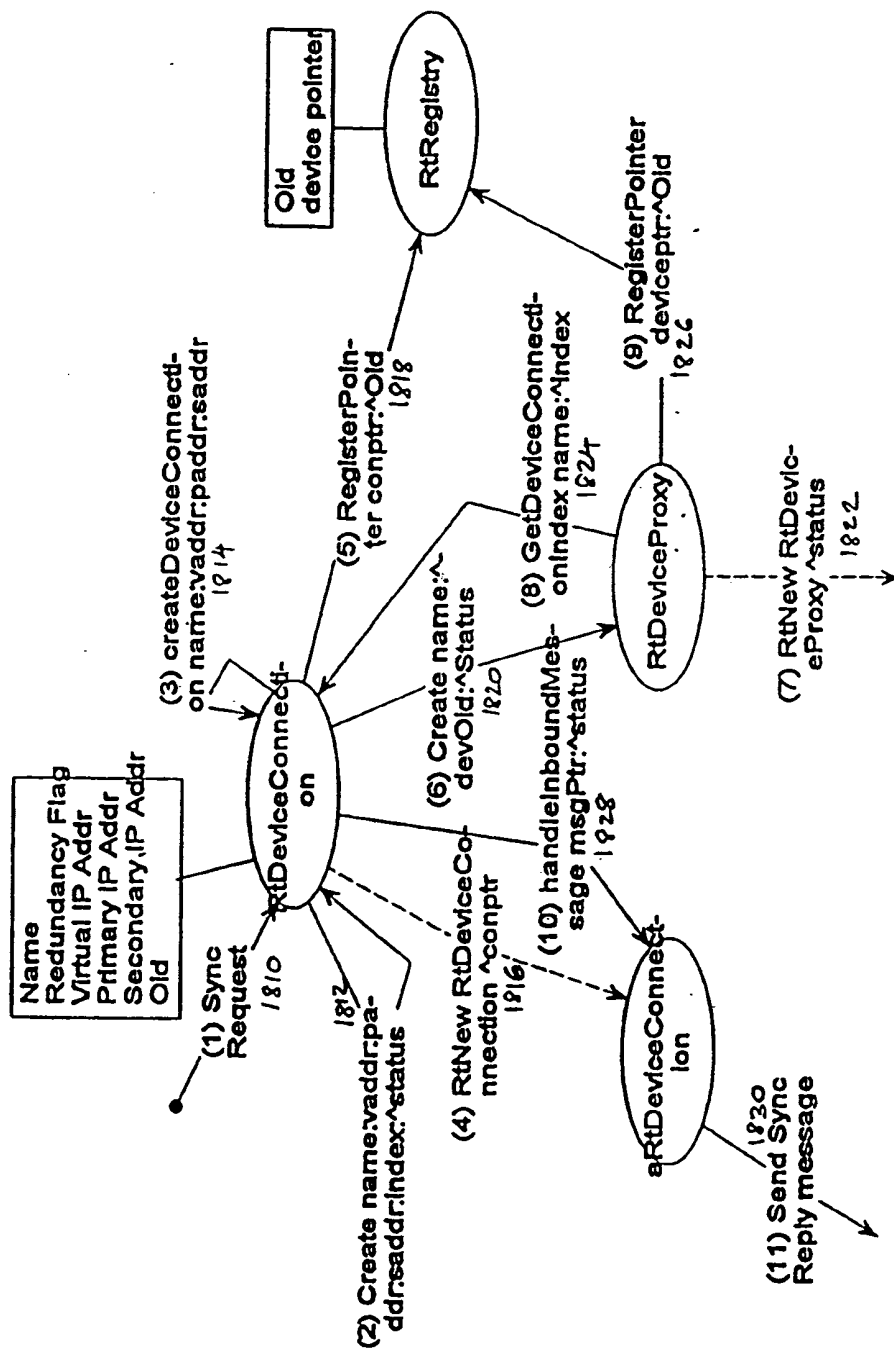 Name
Redundancy Flag
Virtual IP Addr
Primary IP Addr
Secondary IP Addr
OId
(1) Sync
Request
1810
RtDeviceConnecti-
on
(3) createDeviceConnecti-
on name:vaddr:paddr:saddr
1814
Old
device pointer
RtRegistry
(5) RegisterPoin-
ter conptr:^OId
1818
1812
(2) Create name:vaddr:pa-
ddr:saddr:index:^status
(4) RtNew RtDeviceCo-
nnection ^conptr
1816
(6) Create name:^
devOId:^Status
1820
(8) GetDeviceConnecti-
onIndex name:^Index
1824
(9) RegisterPointer
deviceptr:^OId
1826
(10) handleInboundMes-
sage msgPtr:^status
1828
RtDeviceProxy
(7) RtNew RtDevic-
eProxy ^status
1822
aRtDeviceConnect-
ion
1830
(11) Send Sync
Reply message